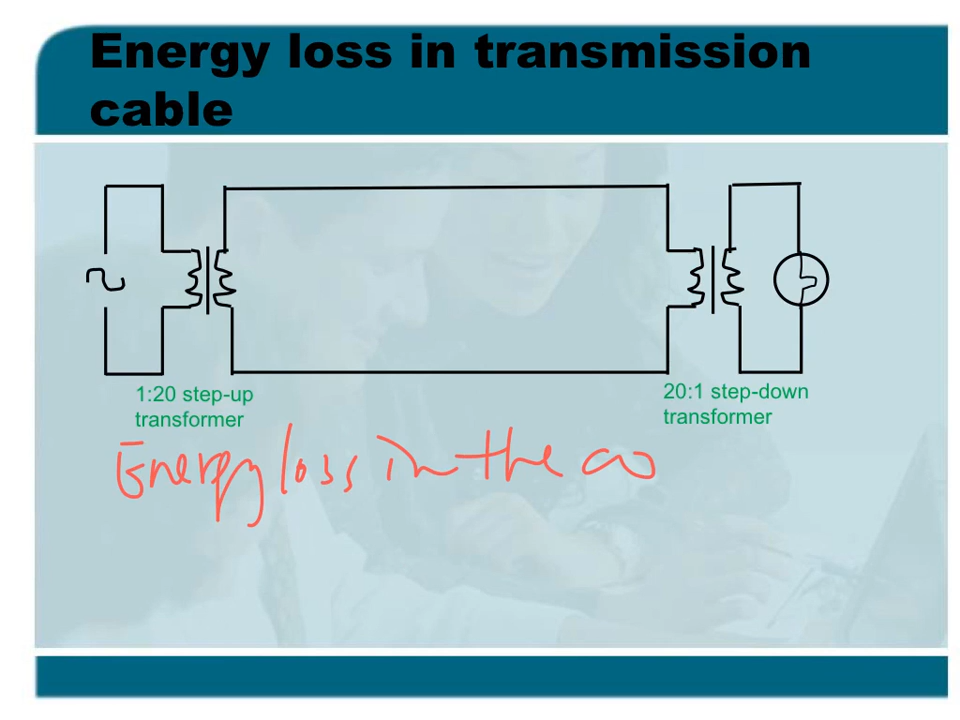 Energy loss in transmission
cable
1:20 step-up
transformer
20:1 step-down
transformer
Energy loss in the